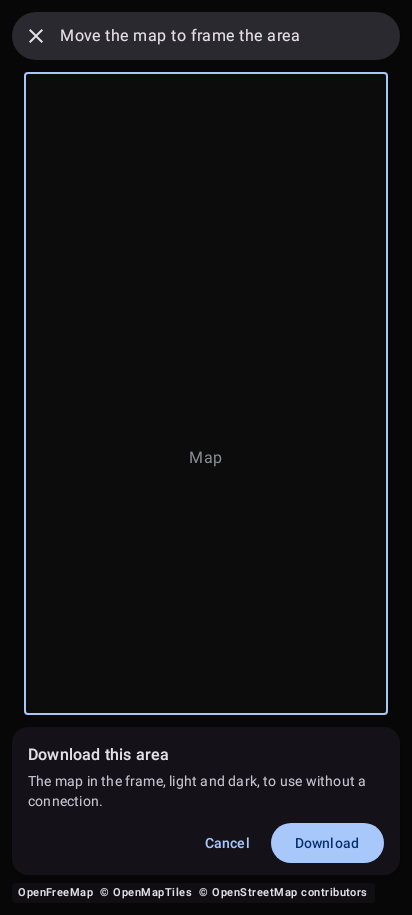 Move the map to frame the area
Map
Download this area
The map in the frame, light and dark, to use without a
connection.
Cancel Download
OpenFreeMap © OpenMapTiles © OpenStreetMap contributors